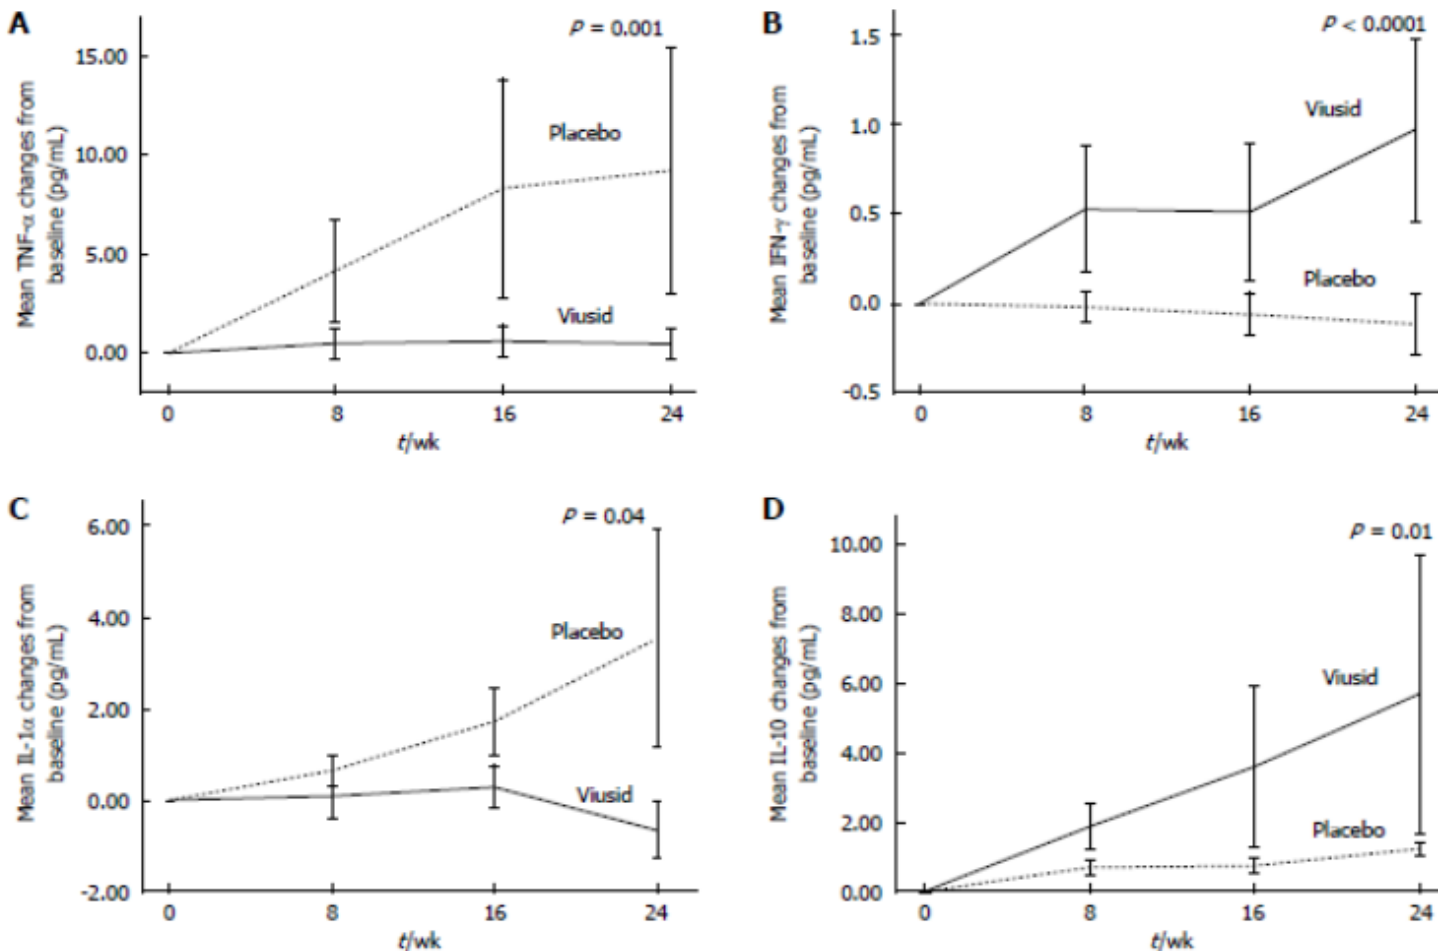 A
P = 0.001
Mean TNF-α changes from
baseline (pg/mL)
15.00
10.00
5.00
0.00
Placebo
Viusid
0
8
16
24
t/wk
B
P < 0.0001
Mean IFN-γ changes from
baseline (pg/mL)
1.5
1.0
0.5
0.0
-0.5
Viusid
Placebo
0
8
16
24
t/wk
C
P = 0.04
Mean IL-1α changes from
baseline (pg/mL)
6.00
4.00
2.00
0.00
-2.00
Placebo
Viusid
0
8
16
24
t/wk
D
P = 0.01
Mean IL-10 changes from
baseline (pg/mL)
10.00
8.00
6.00
4.00
2.00
0.00
Viusid
Placebo
0
8
16
24
t/wk